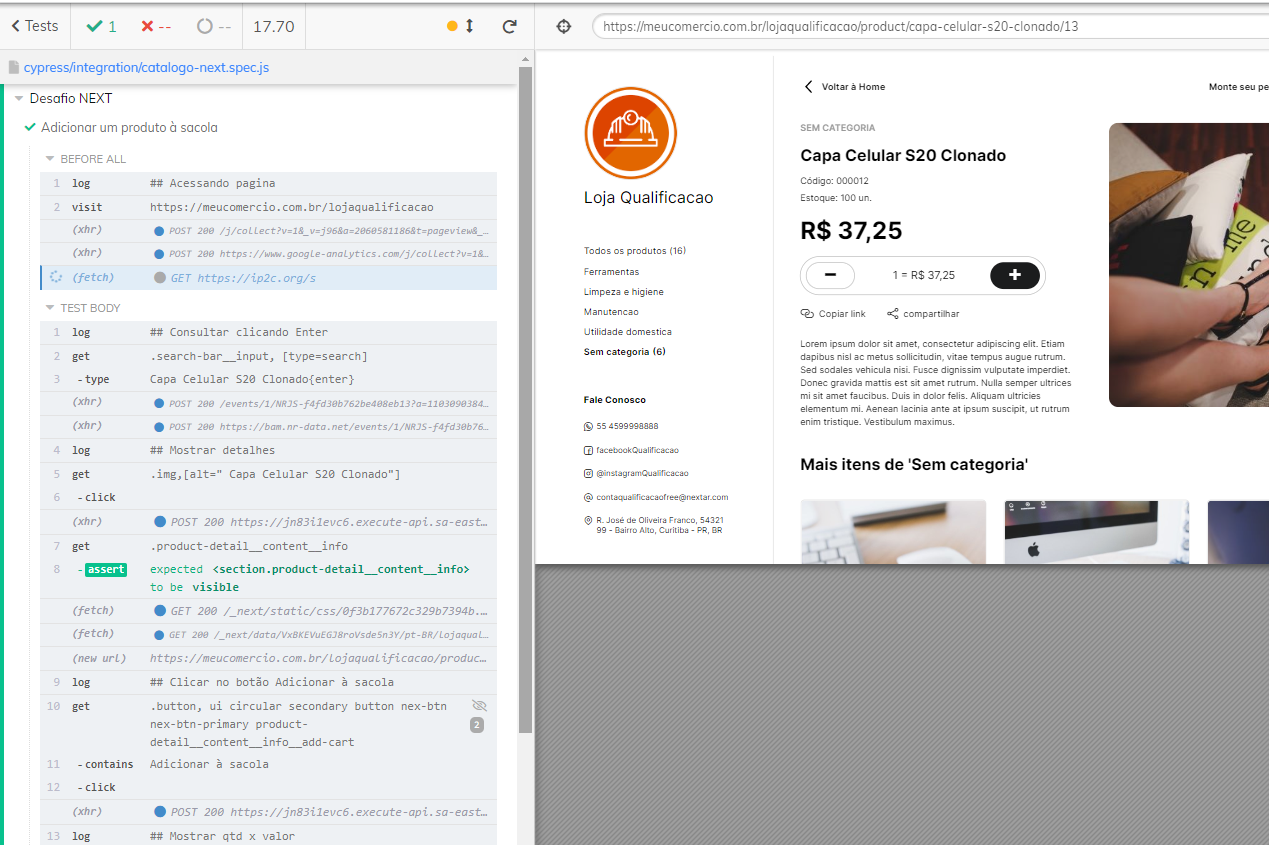 Tests
1
--
--
17.70
https://meucomercio.com.br/lojaqualificacao/product/capa-celular-s20-clonado/13
cypress/integration/catalogo-next.spec.js
Desafio NEXT
Adicionar um produto à sacola
BEFORE ALL
1 log ## Acessando pagina
2 visit https://meucomercio.com.br/lojaqualificacao
(xhr) POST 200 /j/collect?v=1&_v=j96&a=2060581186&t=pageview&_…
(xhr) POST 200 https://www.google-analytics.com/j/collect?v=1&…
(fetch) GET https://ip2c.org/s
TEST BODY
1 log ## Consultar clicando Enter
2 get .search-bar__input, [type=search]
3 -type Capa Celular S20 Clonado{enter}
(xhr) POST 200 /events/1/NRJS-f4fd30b762be408eb13?a=1103090384…
(xhr) POST 200 https://bam.nr-data.net/events/1/NRJS-f4fd30b76…
4 log ## Mostrar detalhes
5 get .img,[alt=" Capa Celular S20 Clonado"]
6 -click
(xhr) POST 200 https://jn83i1evc6.execute-api.sa-east…
7 get .product-detail__content__info
8 -assert expected <section.product-detail__content__info>
to be visible
(fetch) GET 200 /_next/static/css/0f3b177672c329b7394b.…
(fetch) GET 200 /_next/data/VxBKEVuEGJ8roVsde5n3Y/pt-BR/lojaqual…
(new url) https://meucomercio.com.br/lojaqualificacao/produc…
9 log ## Clicar no botão Adicionar à sacola
10 get .button, ui circular secondary button nex-btn
nex-btn-primary product-
2
detail__content__info__add-cart
11 -contains Adicionar à sacola
12 -click
(xhr) POST 200 https://jn83i1evc6.execute-api.sa-east…
13 log ## Mostrar qtd x valor
Loja Qualificacao
Todos os produtos (16)
Ferramentas
Limpeza e higiene
Manutencao
Utilidade domestica
Sem categoria (6)
Fale Conosco
55 4599998888
facebookQualificacao
@instagramQualificacao
contaqualificacaofree@nextar.com
R. José de Oliveira Franco, 54321
99 - Bairro Alto, Curitiba - PR, BR
Voltar à Home
Monte seu pe
SEM CATEGORIA
Capa Celular S20 Clonado
Código: 000012
Estoque: 100 un.
R$ 37,25
1 = R$ 37,25
Copiar link
compartilhar
Lorem ipsum dolor sit amet, consectetur adipiscing elit. Etiam
dapibus nisl ac metus sollicitudin, vitae tempus augue rutrum.
Sed sodales vehicula nisi. Fusce dignissim vulputate imperdiet.
Donec gravida mattis est sit amet rutrum. Nulla semper ultrices
mi sit amet faucibus. Duis in dolor felis. Aliquam ultricies
elementum mi. Aenean lacinia ante at ipsum suscipit, ut rutrum
enim tristique. Vestibulum maximus.
Mais itens de 'Sem categoria'